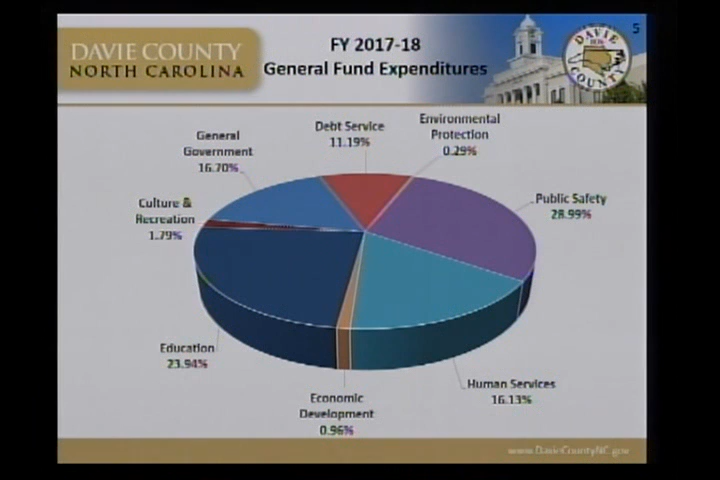 5
DAVIE COUNTY
NORTH CAROLINA
FY 2017-18
General Fund Expenditures
DAVIE
1836
COUNTY
Debt Service
11.19%
Environmental
Protection
0.29%
General
Government
16.70%
Public Safety
28.99%
Culture &
Recreation
1.79%
Education
23.94%
Human Services
16.13%
Economic
Development
0.96%
www.DavieCountyNC.gov